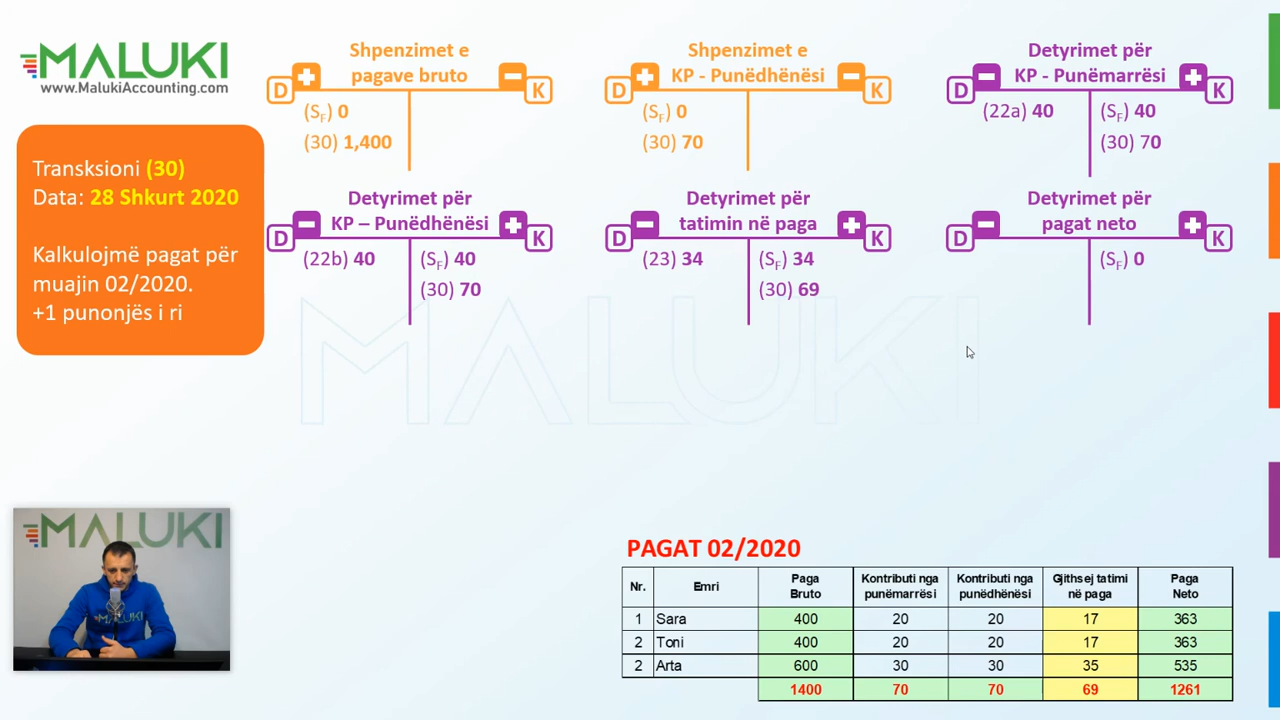 MALUKI
www.MalukiAccounting.com
Transksioni (30)
Data: 28 Shkurt 2020
Kalkulojmë pagat për
muajin 02/2020.
+1 punonjës i ri
Shpenzimet e
pagave bruto
D + − K
(SF) 0
(30) 1,400
Shpenzimet e
KP - Punëdhënësi
D + − K
(SF) 0
(30) 70
Detyrimet për
KP - Punëmarrësi
D − + K
(22a) 40 (SF) 40
(30) 70
Detyrimet për
KP – Punëdhënësi
D − + K
(22b) 40 (SF) 40
(30) 70
Detyrimet për
tatimin në paga
D − + K
(23) 34 (SF) 34
(30) 69
Detyrimet për
pagat neto
D − + K
(SF) 0
MALUKI
MALUKI
MALUKI
PAGAT 02/2020
Nr. Emri Paga Bruto Kontributi nga punëmarrësi Kontributi nga punëdhënësi Gjithsej tatimi në paga Paga Neto
1 Sara 400 20 20 17 363
2 Toni 400 20 20 17 363
2 Arta 600 30 30 35 535
1400 70 70 69 1261